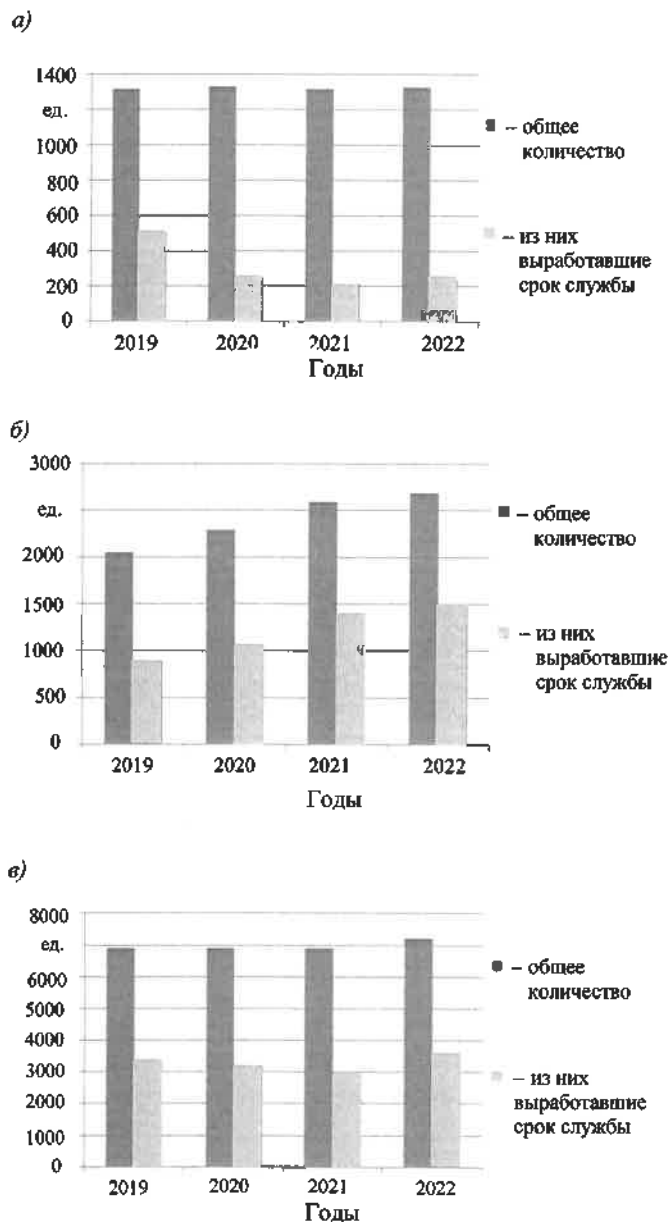 а)
1400
ед.
1000
800
600
400
200
0
2019 2020 2021 2022
Годы
– общее
количество
– из них
выработавшие
срок службы
б)
3000
ед.
2000
1500
1000
500
0
2019 2020 2021 2022
Годы
– общее
количество
– из них
выработавшие
срок службы
в)
8000
ед.
6000
5000
4000
3000
2000
1000
0
2019 2020 2021 2022
Годы
– общее
количество
– из них
выработавшие
срок службы